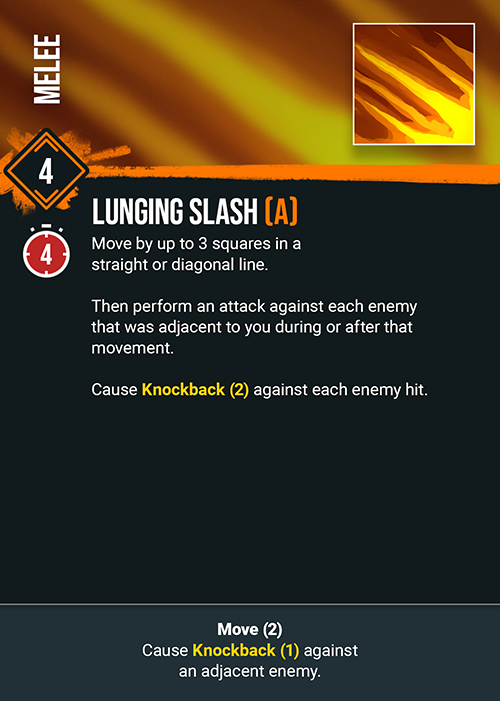 MELEE
4
LUNGING SLASH (A)
4
Move by up to 3 squares in a
straight or diagonal line.
Then perform an attack against each enemy
that was adjacent to you during or after that
movement.
Cause Knockback (2) against each enemy hit.
Move (2)
Cause Knockback (1) against
an adjacent enemy.